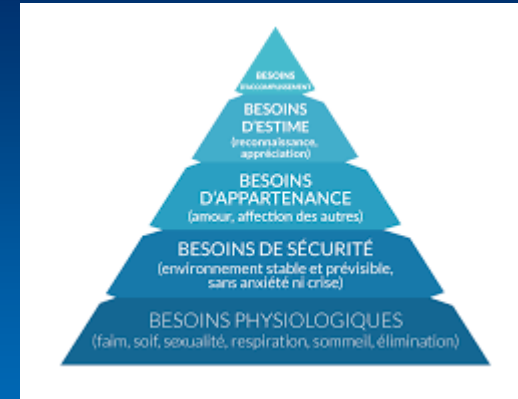 BESOINS
D'ACCOMPLISSEMENT
BESOINS
D'ESTIME
(reconnaissance,
appréciation)
BESOINS
D'APPARTENANCE
(amour, affection des autres)
BESOINS DE SÉCURITÉ
(environnement stable et prévisible,
sans anxiété ni crise)
BESOINS PHYSIOLOGIQUES
(faim, soif, sexualité, respiration, sommeil, élimination)